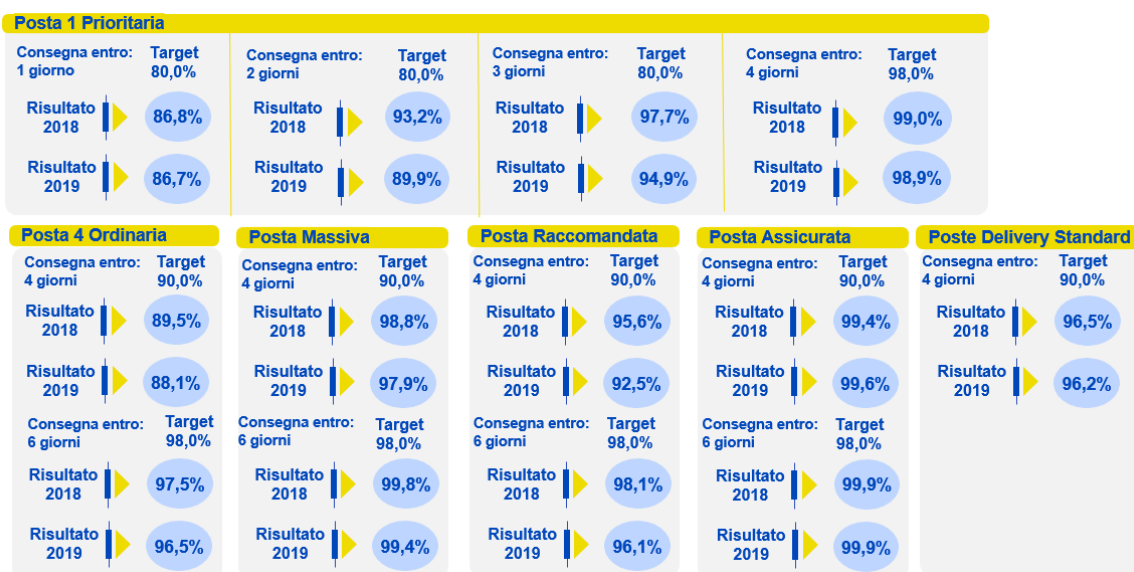 Posta 1 Prioritaria
Consegna entro:
1 giorno
Target
80,0%
Risultato
2018
86,8%
Risultato
2019
86,7%
Consegna entro:
2 giorni
Target
80,0%
Risultato
2018
93,2%
Risultato
2019
89,9%
Consegna entro:
3 giorni
Target
80,0%
Risultato
2018
97,7%
Risultato
2019
94,9%
Consegna entro:
4 giorni
Target
98,0%
Risultato
2018
99,0%
Risultato
2019
98,9%
Posta 4 Ordinaria
Consegna entro:
4 giorni
Target
90,0%
Risultato
2018
89,5%
Risultato
2019
88,1%
Consegna entro:
6 giorni
Target
98,0%
Risultato
2018
97,5%
Risultato
2019
96,5%
Posta Massiva
Consegna entro:
4 giorni
Target
90,0%
Risultato
2018
98,8%
Risultato
2019
97,9%
Consegna entro:
6 giorni
Target
98,0%
Risultato
2018
99,8%
Risultato
2019
99,4%
Posta Raccomandata
Consegna entro:
4 giorni
Target
90,0%
Risultato
2018
95,6%
Risultato
2019
92,5%
Consegna entro:
6 giorni
Target
98,0%
Risultato
2018
98,1%
Risultato
2019
96,1%
Posta Assicurata
Consegna entro:
4 giorni
Target
90,0%
Risultato
2018
99,4%
Risultato
2019
99,6%
Consegna entro:
6 giorni
Target
98,0%
Risultato
2018
99,9%
Risultato
2019
99,9%
Poste Delivery Standard
Consegna entro:
4 giorni
Target
90,0%
Risultato
2018
96,5%
Risultato
2019
96,2%